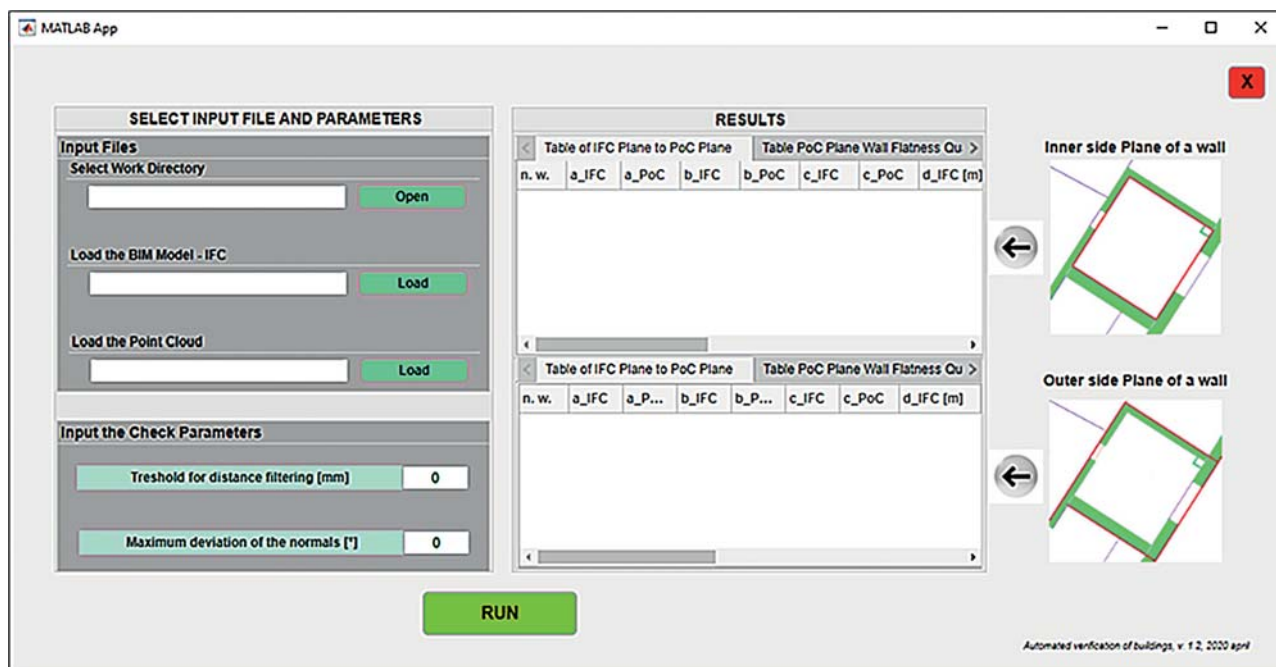 MATLAB App
X
SELECT INPUT FILE AND PARAMETERS
Input Files
Select Work Directory
Open
Load the BIM Model - IFC
Load
Load the Point Cloud
Load
Input the Check Parameters
Treshold for distance filtering [mm] 0
Maximum deviation of the normals [°] 0
RESULTS
Table of IFC Plane to PoC Plane Table PoC Plane Wall Flatness Qu
n. w. a_IFC a_PoC b_IFC b_PoC c_IFC c_PoC d_IFC [m]
Table of IFC Plane to PoC Plane Table PoC Plane Wall Flatness Qu
n. w. a_IFC a_P... b_IFC b_P... c_IFC c_PoC d_IFC [m]
Inner side Plane of a wall
Outer side Plane of a wall
RUN
Automated verification of buildings, v. 1.2, 2020 april